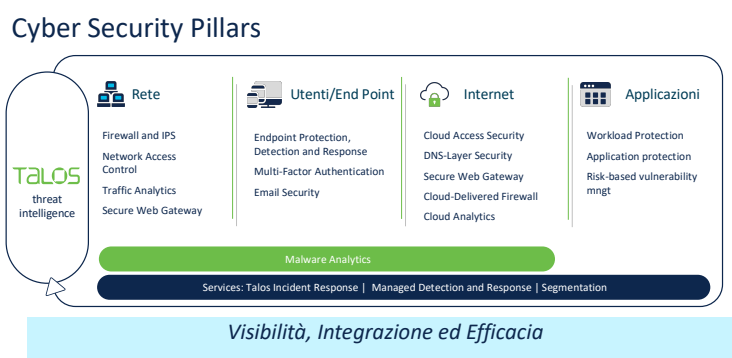 Cyber Security Pillars
TALOS
threat
intelligence
Rete
Firewall and IPS
Network Access
Control
Traffic Analytics
Secure Web Gateway
Utenti/End Point
Endpoint Protection,
Detection and Response
Multi-Factor Authentication
Email Security
Internet
Cloud Access Security
DNS-Layer Security
Secure Web Gateway
Cloud-Delivered Firewall
Cloud Analytics
Applicazioni
Workload Protection
Application protection
Risk-based vulnerability
mngt
Malware Analytics
Services: Talos Incident Response | Managed Detection and Response | Segmentation
Visibilità, Integrazione ed Efficacia